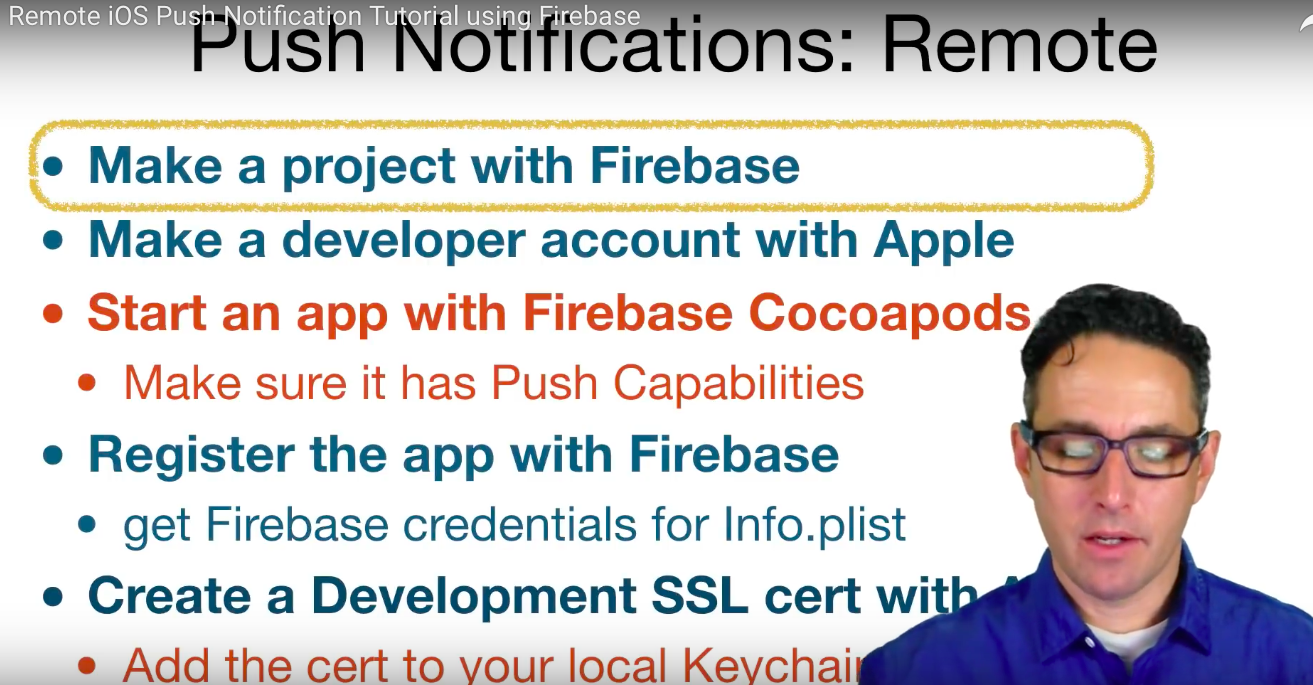 Remote iOS Push Notification Tutorial using Firebase
Push Notifications: Remote
• Make a project with Firebase
• Make a developer account with Apple
• Start an app with Firebase Cocoapods
• Make sure it has Push Capabilities
• Register the app with Firebase
• get Firebase credentials for Info.plist
• Create a Development SSL cert with
• Add the cert to your local